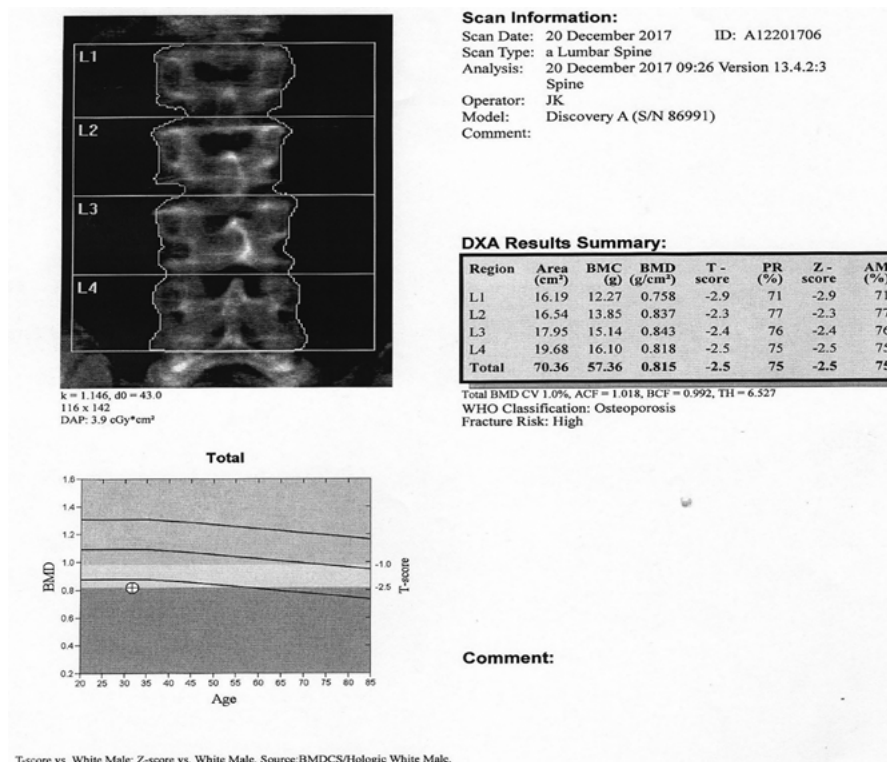 L1
L2
L3
L4
k = 1.146, d0 = 43.0
116 x 142
DAP: 3.9 cGy*cm²
Total
1.6
1.4
1.2
1.0
0.8
0.6
0.4
0.2
BMD
-1.0
-2.5
T-score
20 25 30 35 40 45 50 55 60 65 70 75 80 85
Age
T-score vs. White Male; Z-score vs. White Male. Source:BMDCS/Hologic White Male.
Scan Information:
Scan Date: 20 December 2017 ID: A12201706
Scan Type: a Lumbar Spine
Analysis: 20 December 2017 09:26 Version 13.4.2:3
Spine
Operator: JK
Model: Discovery A (S/N 86991)
Comment:
DXA Results Summary:
Region Area BMC BMD T - PR Z - AM
(cm²) (g) (g/cm²) score (%) score (%)
L1 16.19 12.27 0.758 -2.9 71 -2.9 71
L2 16.54 13.85 0.837 -2.3 77 -2.3 77
L3 17.95 15.14 0.843 -2.4 76 -2.4 76
L4 19.68 16.10 0.818 -2.5 75 -2.5 75
Total 70.36 57.36 0.815 -2.5 75 -2.5 75
Total BMD CV 1.0%, ACF = 1.018, BCF = 0.992, TH = 6.527
WHO Classification: Osteoporosis
Fracture Risk: High
Comment: